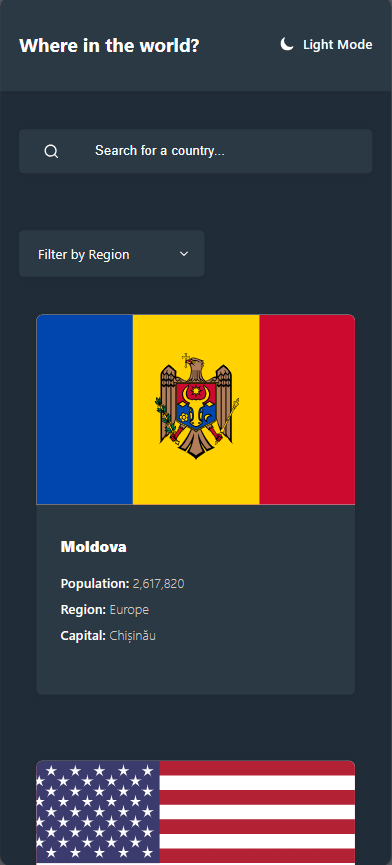 Where in the world?
Light Mode
Search for a country...
Filter by Region
Moldova
Population: 2,617,820
Region: Europe
Capital: Chișinău